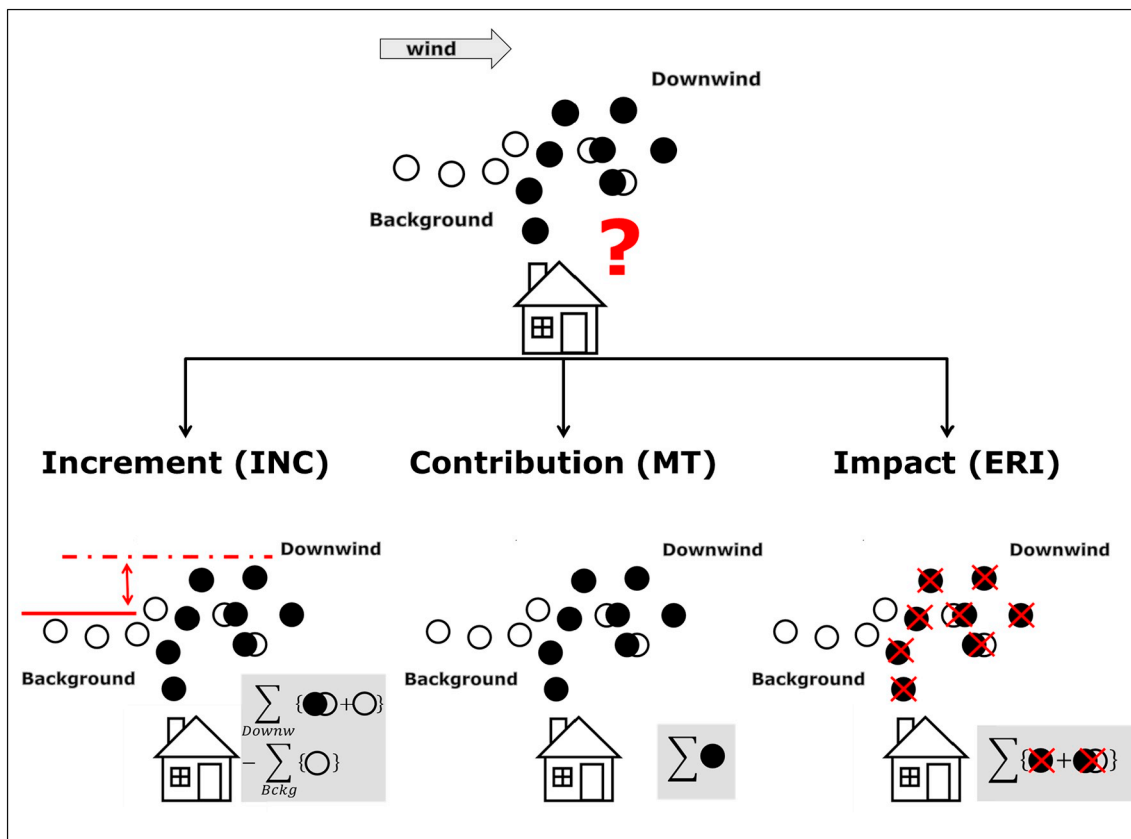 wind
Downwind
Background
?
Increment (INC)
Contribution (MT)
Impact (ERI)
Downwind
Downwind
Downwind
Background
Background
Background
∑ { + }
Downw
− ∑ { }
Bckg
∑
∑ { + }